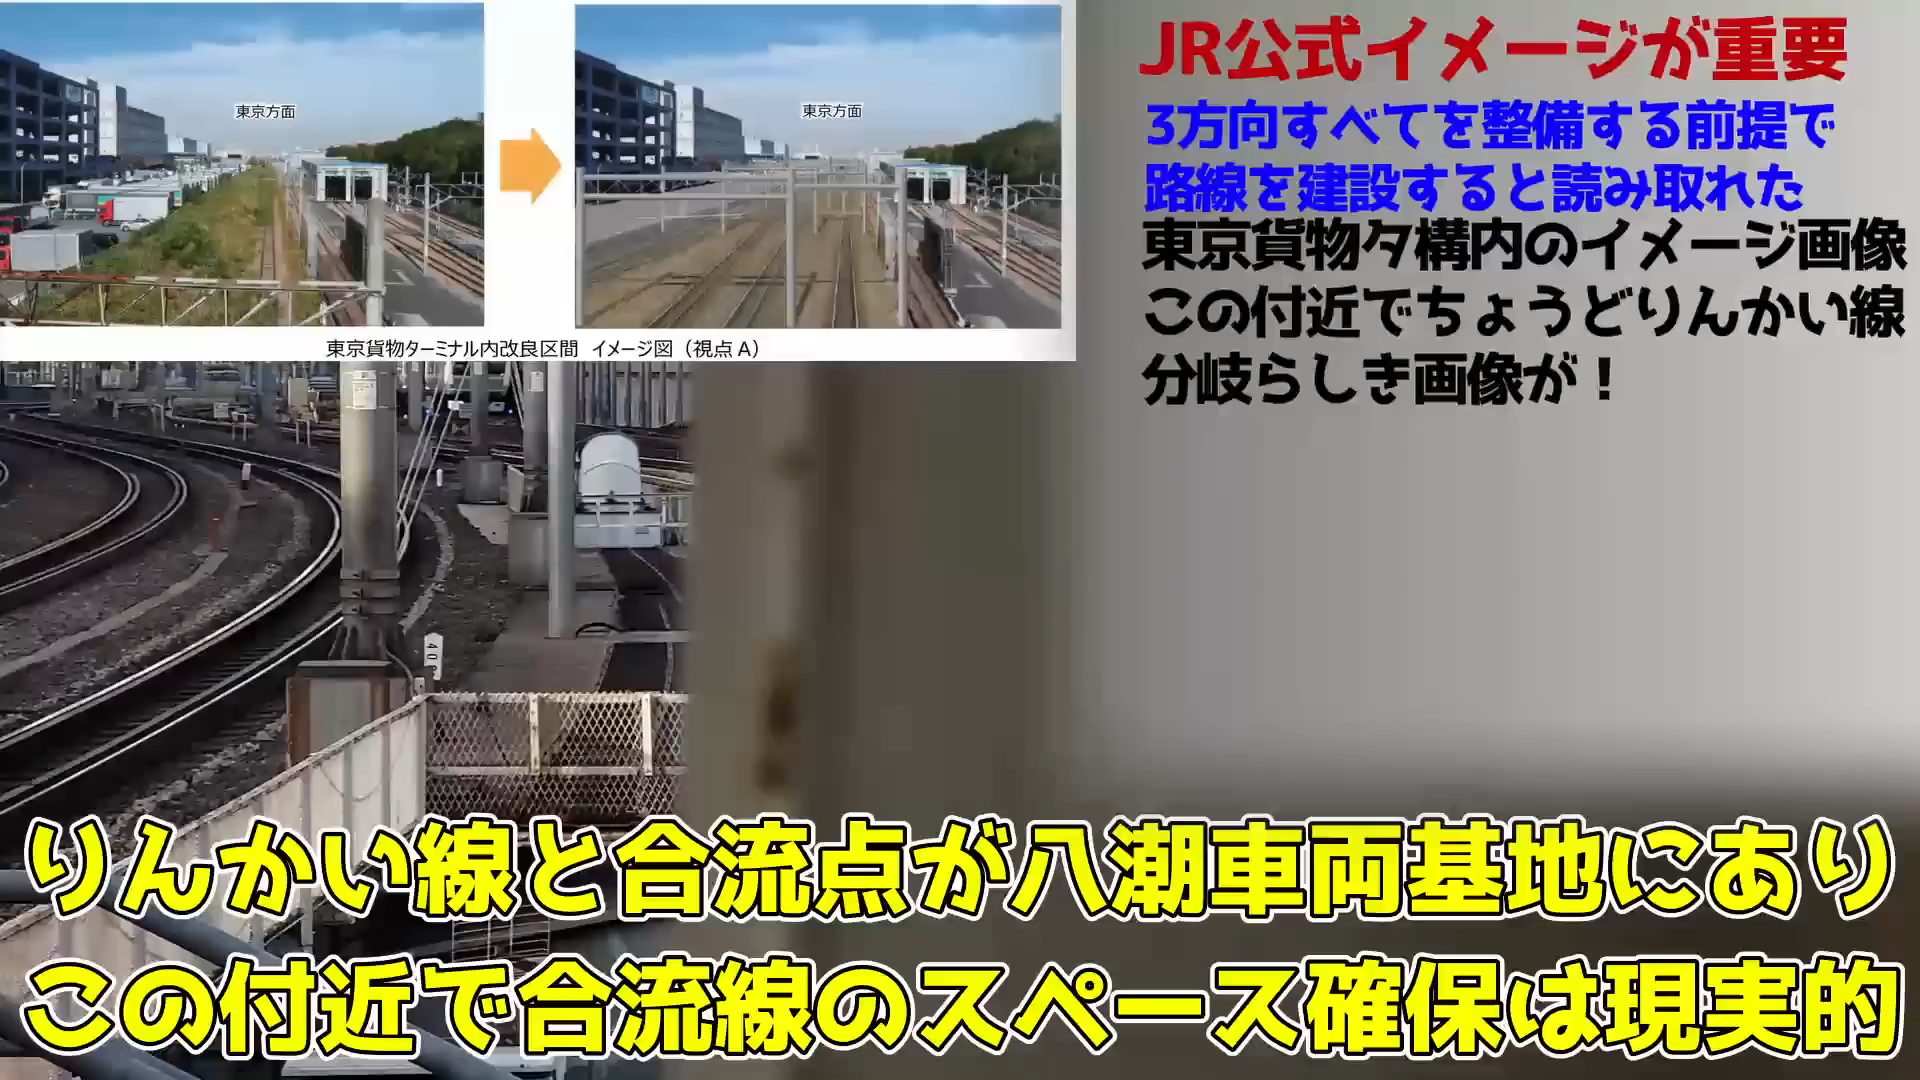 東京方面
東京方面
東京貨物ターミナル内改良区間 イメージ図（視点A）
JR公式イメージが重要
3方向すべてを整備する前提で
路線を建設すると読み取れた
東京貨物タ構内のイメージ画像
この付近でちょうどりんかい線
分岐らしき画像が！
りんかい線と合流点が八潮車両基地にあり
この付近で合流線のスペース確保は現実的